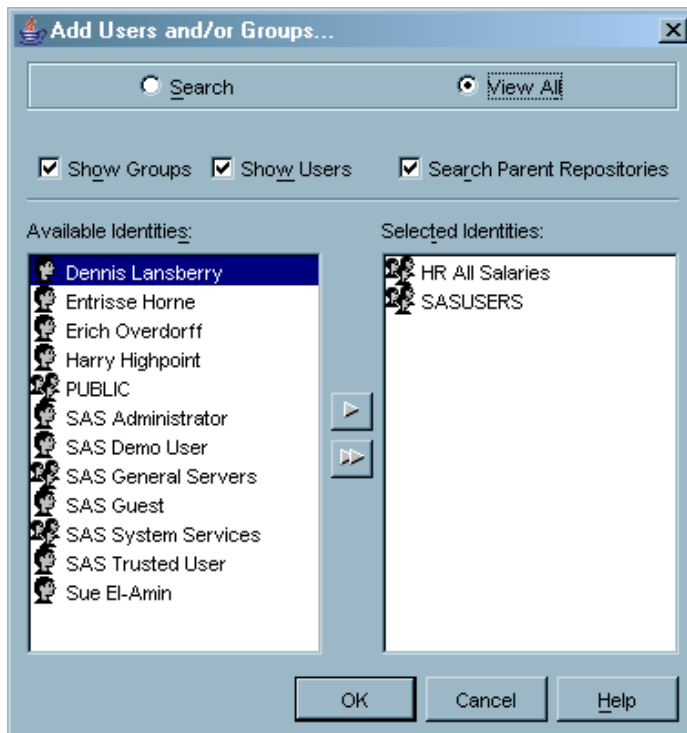 Add Users and/or Groups...
Search View All
Show Groups Show Users Search Parent Repositories
Available Identities: Selected Identities:
Dennis Lansberry HR All Salaries
Entrisse Horne SASUSERS
Erich Overdorff
Harry Highpoint
PUBLIC
SAS Administrator
SAS Demo User
SAS General Servers
SAS Guest
SAS System Services
SAS Trusted User
Sue El-Amin
OK Cancel Help